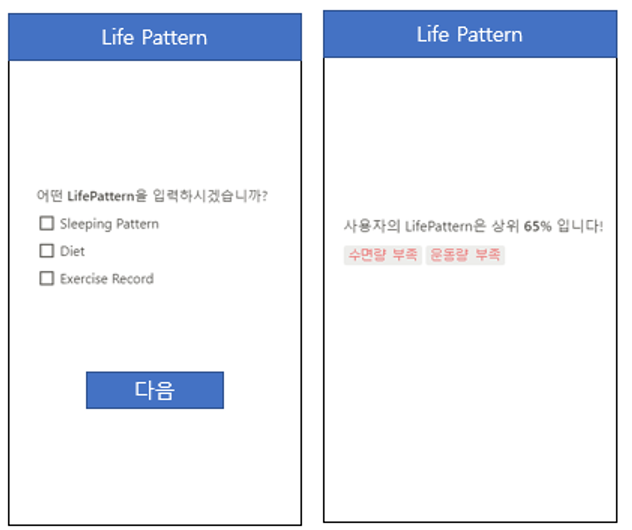 Life Pattern
어떤 LifePattern을 입력하시겠습니까?
Sleeping Pattern
Diet
Exercise Record
다음
Life Pattern
사용자의 LifePattern은 상위 65% 입니다!
수면량 부족 운동량 부족